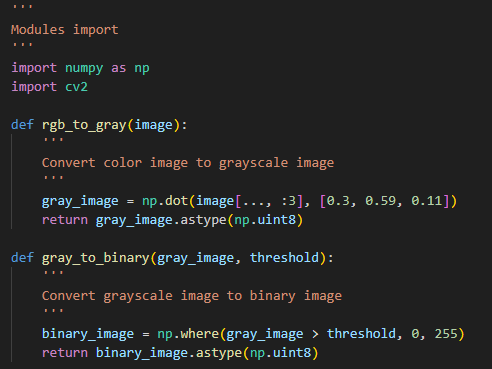 '''
Modules import
'''
import numpy as np
import cv2

def rgb_to_gray(image):
    '''
    Convert color image to grayscale image
    '''
    gray_image = np.dot(image[..., :3], [0.3, 0.59, 0.11])
    return gray_image.astype(np.uint8)

def gray_to_binary(gray_image, threshold):
    '''
    Convert grayscale image to binary image
    '''
    binary_image = np.where(gray_image > threshold, 0, 255)
    return binary_image.astype(np.uint8)